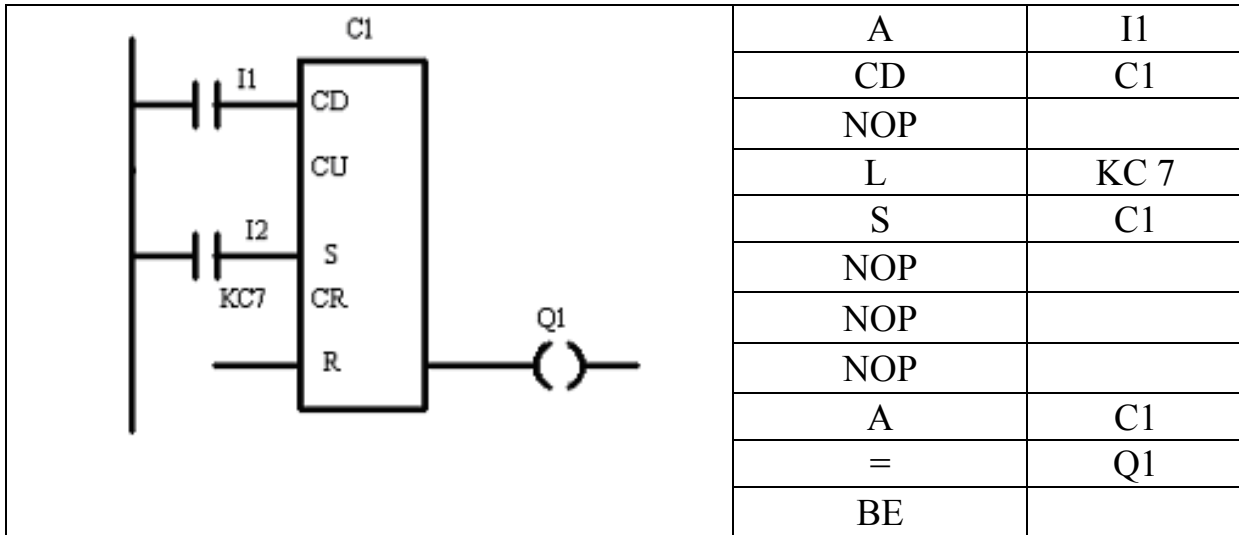 C1
I1
CD
CU
I2
S
KC7
CR
Q1
R
A I1
CD C1
NOP
L KC 7
S C1
NOP
NOP
NOP
A C1
= Q1
BE